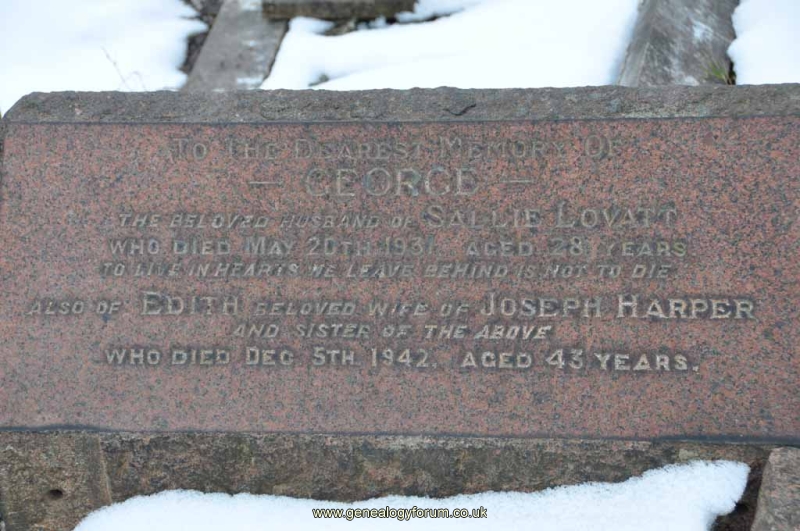 TO THE DEAREST MEMORY OF
— GEORGE —
THE BELOVED HUSBAND OF SALLIE LOVATT
WHO DIED MAY 20TH 1931. AGED 28 YEARS
TO LIVE IN HEARTS WE LEAVE BEHIND IS NOT TO DIE.
ALSO OF EDITH BELOVED WIFE OF JOSEPH HARPER
AND SISTER OF THE ABOVE
WHO DIED DEC 5TH 1942. AGED 43 YEARS.
www.genealogyforum.co.uk